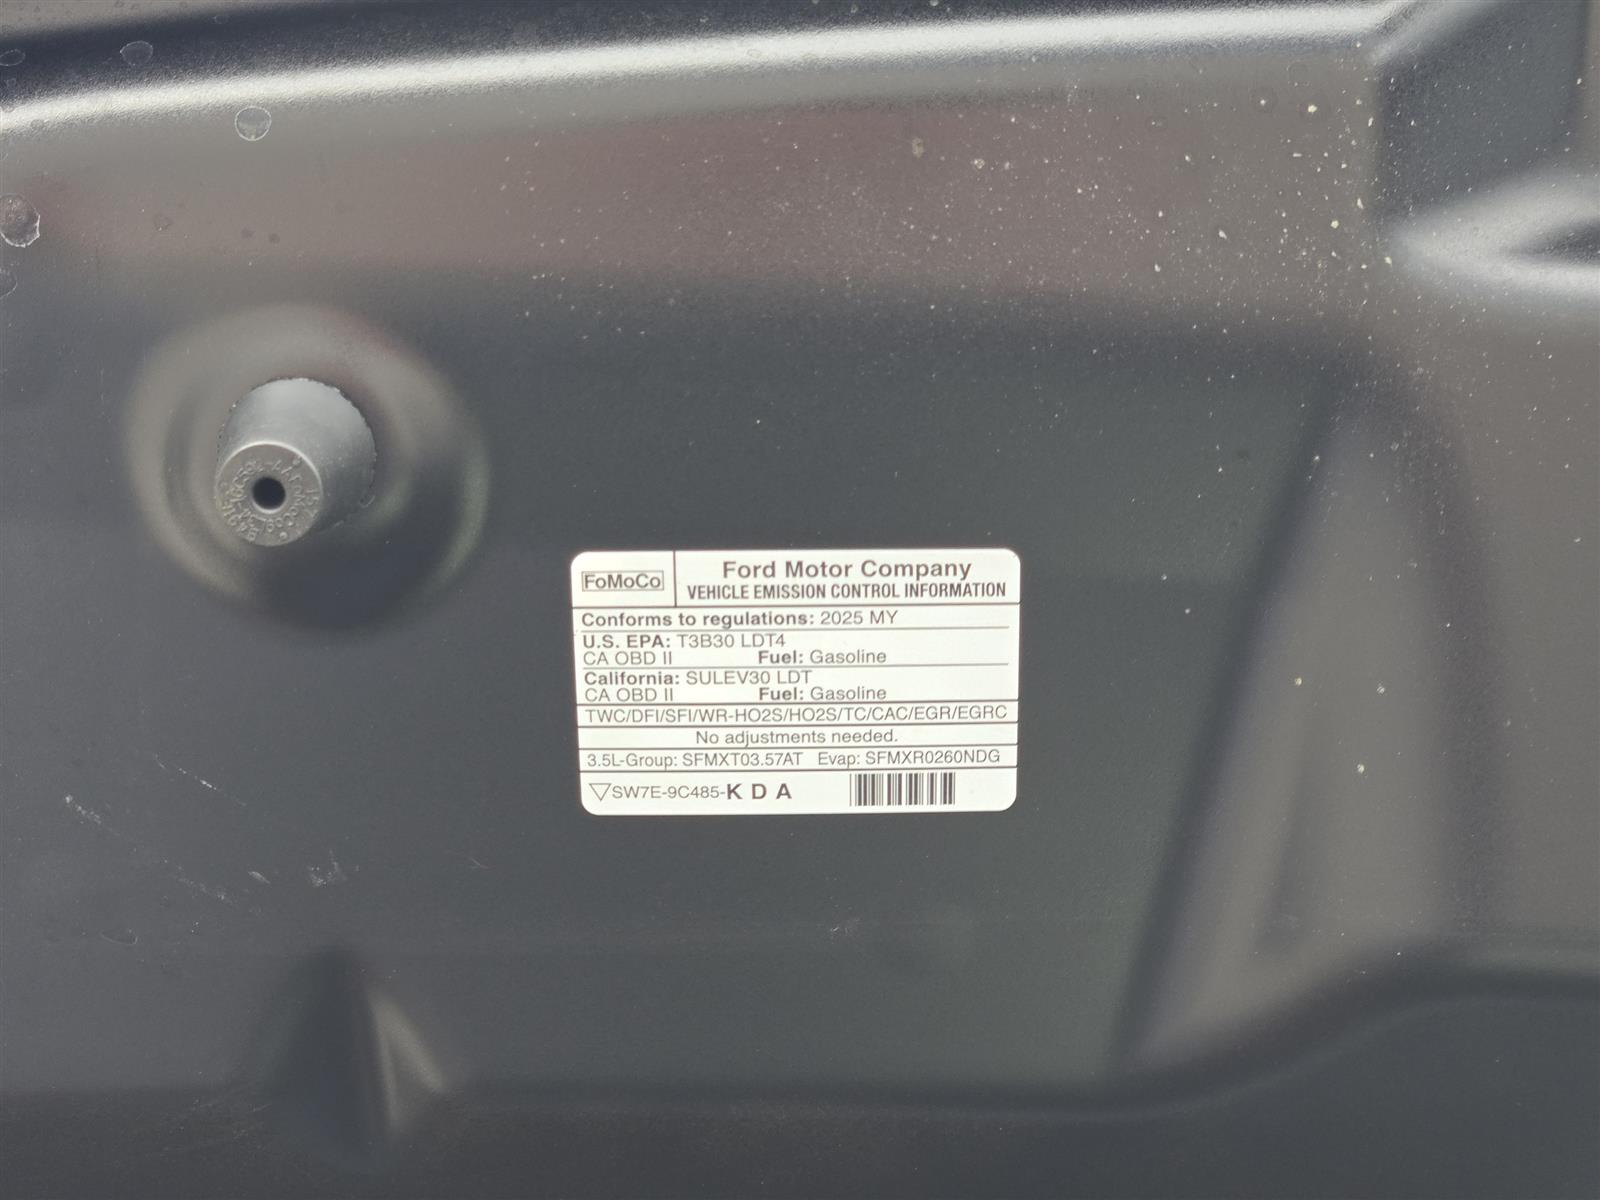 FoMoCo
Ford Motor Company
VEHICLE EMISSION CONTROL INFORMATION
Conforms to regulations: 2025 MY
U.S. EPA: T3B30 LDT4
CA OBD II Fuel: Gasoline
California: SULEV30 LDT
CA OBD II Fuel: Gasoline
TWC/DFI/SFI/WR-HO2S/HO2S/TC/CAC/EGR/EGRC
No adjustments needed.
3.5L-Group: SFMXT03.57AT Evap: SFMXR0260NDG
SW7E-9C485-K D A